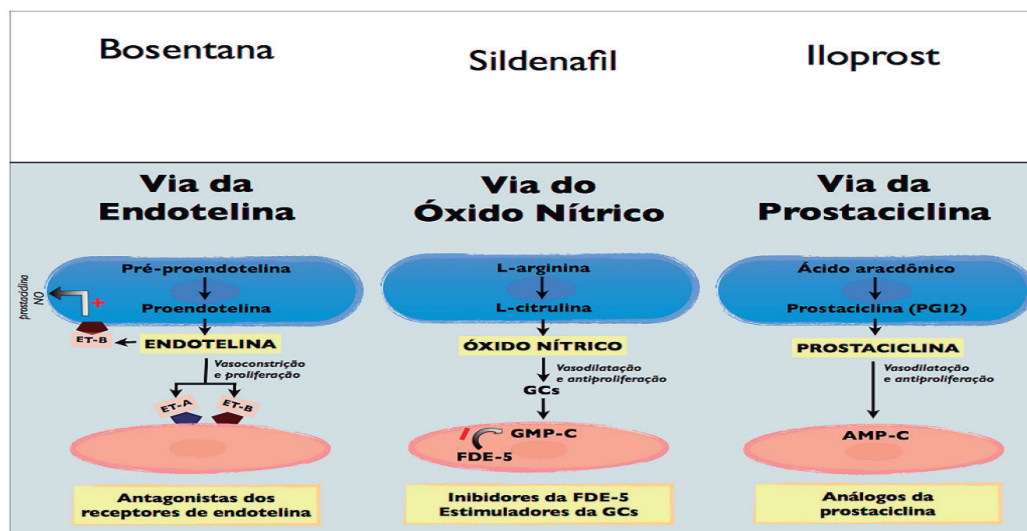 Bosentana
Sildenafil
Iloprost
Via da
Endotelina
Pré-proendotelina
Proendotelina
prostaciclina
NO
+
ET-B
ENDOTELINA
Vasoconstrição
e proliferação
ET-A
ET-B
Antagonistas dos
receptores de endotelina
Via do
Óxido Nítrico
L-arginina
L-citrulina
ÓXIDO NÍTRICO
Vasodilatação
e antiproliferação
GCs
GMP-C
FDE-5
Inibidores da FDE-5
Estimuladores da GCs
Via da
Prostaciclina
Ácido aracdônico
Prostaciclina (PGI2)
PROSTACICLINA
Vasodilatação
e antiproliferação
AMP-C
Análogos da
prostaciclina